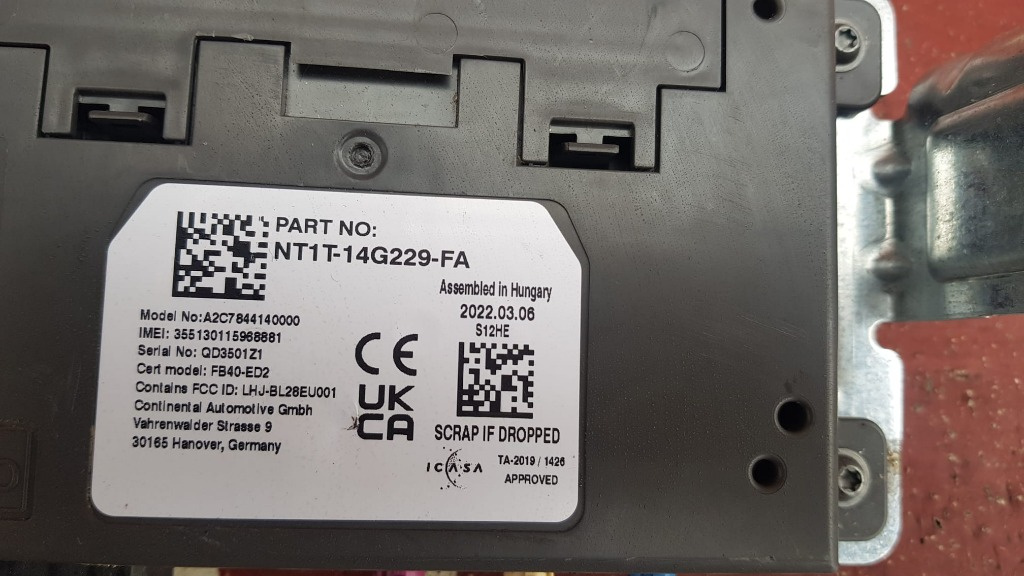 PART NO:
NT1T-14G229-FA
Assembled in Hungary
2022.03.06
S12HE
Model No:A2C7844140000
IMEI: 355130115968881
Serial No: QD3501Z1
Cert model: FB40-ED2
Contains FCC ID: LHJ-BL28EU001
Continental Automotive Gmbh
Vahrenwalder Strasse 9
30165 Hanover, Germany
CE
UK
CA
SCRAP IF DROPPED
ICASA
TA-2019 / 1426
APPROVED